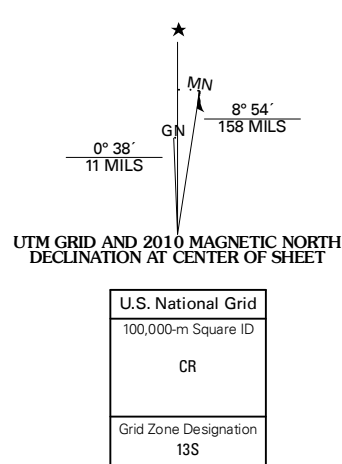 MN
8° 54´
158 MILS
GN
0° 38´
11 MILS
UTM GRID AND 2010 MAGNETIC NORTH
DECLINATION AT CENTER OF SHEET
U.S. National Grid
100,000-m Square ID
CR
Grid Zone Designation
13S